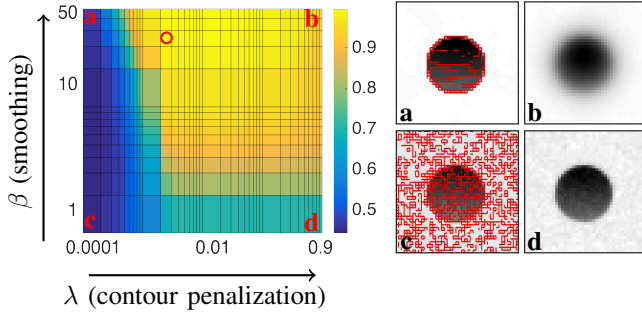 50
10
1
β (smoothing)
a
b
c
d
0.0001
0.01
0.9
λ (contour penalization)
0.9
0.8
0.7
0.6
0.5
a
b
c
d